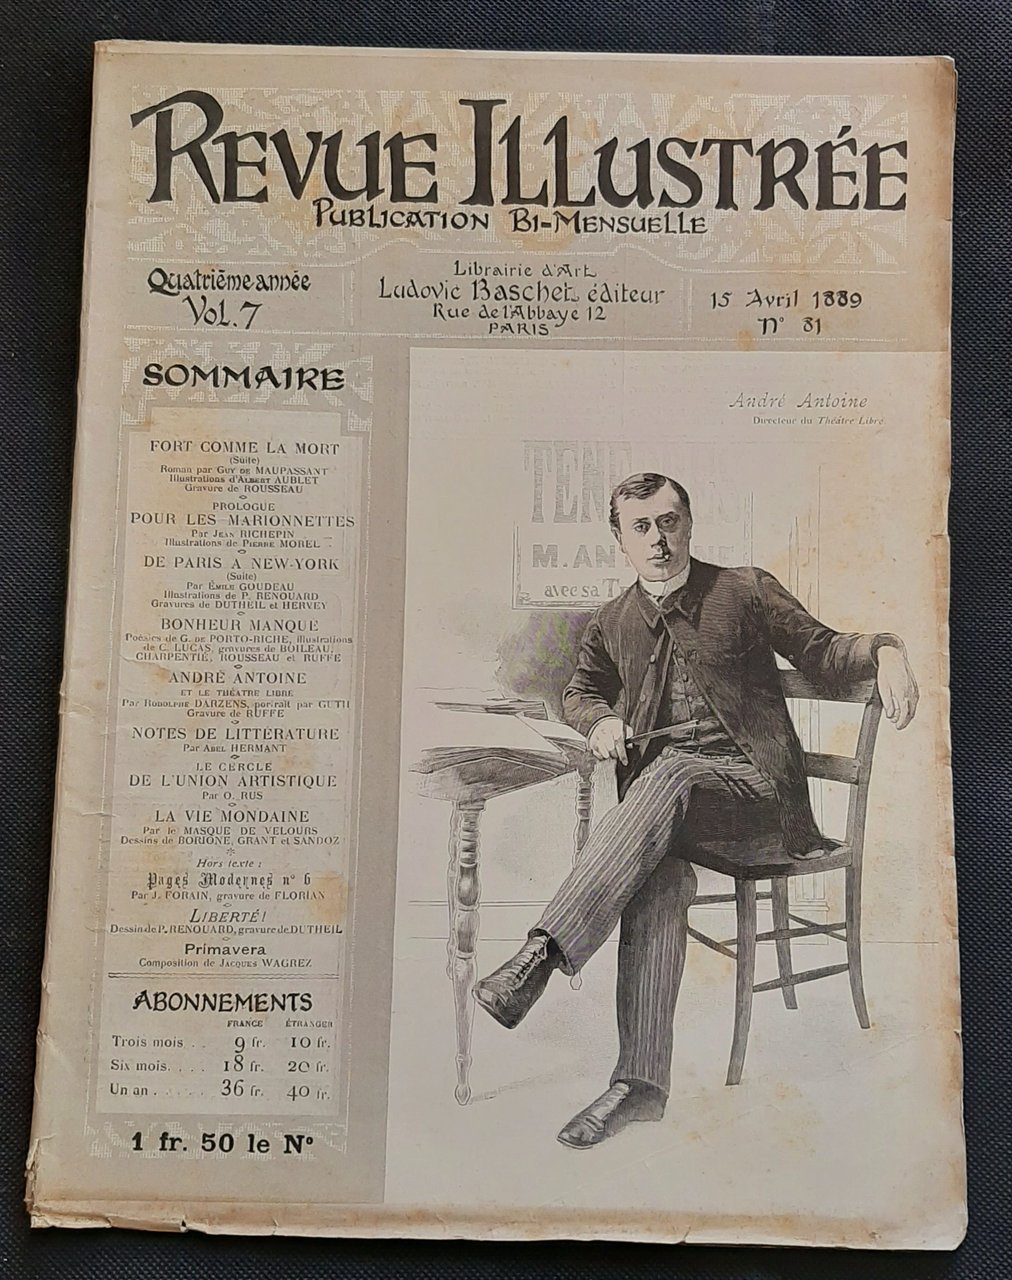 REVUE ILLUSTRÉE
PUBLICATION BI-MENSUELLE
Quatrième année
Vol. 7
Librairie d'Art
Ludovic Baschet éditeur
Rue de l'Abbaye 12
PARIS
15 Avril 1889
N° 81
SOMMAIRE
FORT COMME LA MORT
(Suite)
Roman par GUY DE MAUPASSANT
Illustrations d'ALBERT AUBLET
Gravure de ROUSSEAU
PROLOGUE
POUR LES MARIONNETTES
Par JEAN RICHEPIN
Illustrations de PIERRE MOREL
DE PARIS A NEW-YORK
(Suite)
Par ÉMILE GOUDEAU
Illustrations de P. RENOUARD
Gravures de DUTHEIL et HERVEY
BONHEUR MANQUE
Poésies de G. DE PORTO-RICHE, illustrations
de C. LUCAS, gravures de BOILEAU,
CHARPENTIÉ, ROUSSEAU et RUFFE
ANDRÉ ANTOINE
ET LE THÉATRE LIBRE
Par RODOLPHE DARZENS, portrait par GUTH
Gravure de RUFFE
NOTES DE LITTÉRATURE
Par ABEL HERMANT
LE CERCLE
DE L'UNION ARTISTIQUE
Par O. RUS
LA VIE MONDAINE
Par le MASQUE DE VELOURS
Dessins de BORIONE, GRANT et SANDOZ
Hors texte :
Pages Modernes n° 6
Par J. FORAIN, gravure de FLORIAN
LIBERTÉ!
Dessin de P. RENOUARD, gravure de DUTHEIL
Primavera
Composition de JACQUES WAGREZ
ABONNEMENTS
FRANCE ÉTRANGER
Trois mois . . 9 fr. 10 fr.
Six mois. . . . 18 fr. 20 fr.
Un an . . . . . . 36 fr. 40 fr.
1 fr. 50 le N°
André Antoine
Directeur du Théâtre Libre
TENE
M. AN NE
avec sa T